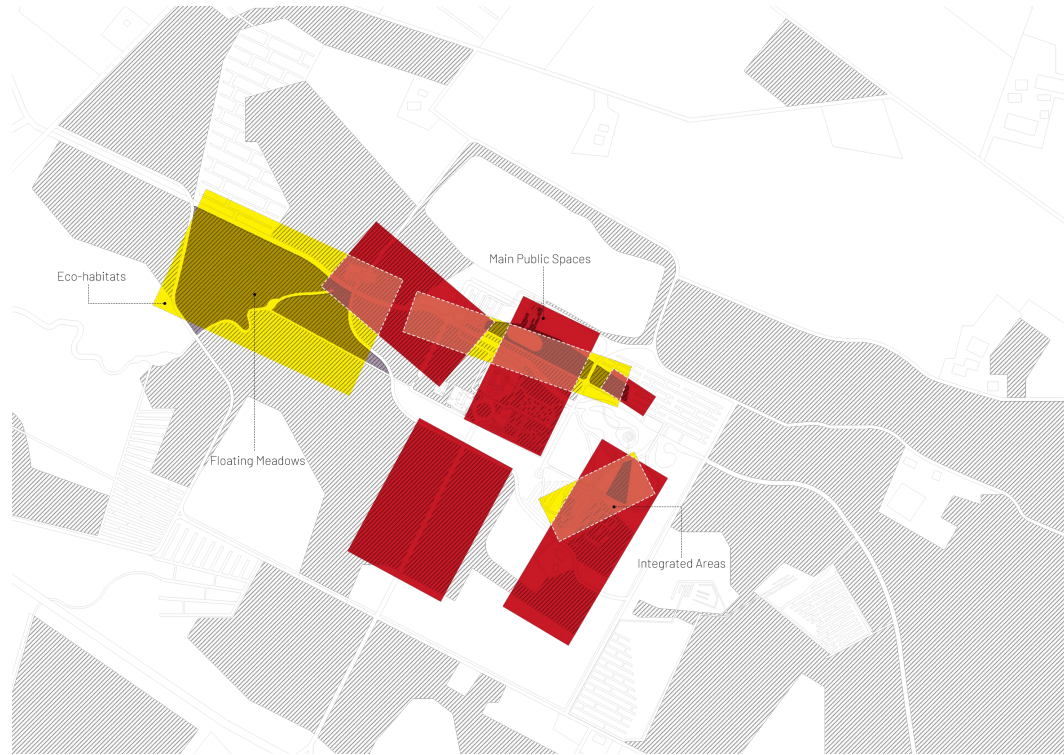 Main Public Spaces
Eco-habitats
Floating Meadows
Integrated Areas